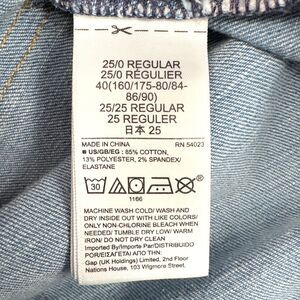 25/0 REGULAR
25/0 RÉGULIER
40(160/175-80/84-
86/90)
25/25 REGULAR
25 REGULER
日本 25
MADE IN CHINA RN 54023
■ US/GB/EG : 85% COTTON,
13% POLYESTER, 2% SPANDEX/
ELASTANE
30
1166
MACHINE WASH COLD/ WASH AND
DRY INSIDE OUT WITH LIKE COLORS/
ONLY NON-CHLORINE BLEACH WHEN
NEEDED/ TUMBLE DRY LOW/ WARM
IRON/ DO NOT DRY CLEAN
Imported By/Importe Par/DISTRIBUIDO
POR/ΕΙΣΑΓΕΤΑΙ ΑΠΟ ΤΗΝ/
Gap (UK Holdings) Limited, 2nd Floor
Nations House, 103 Wigmore Street.